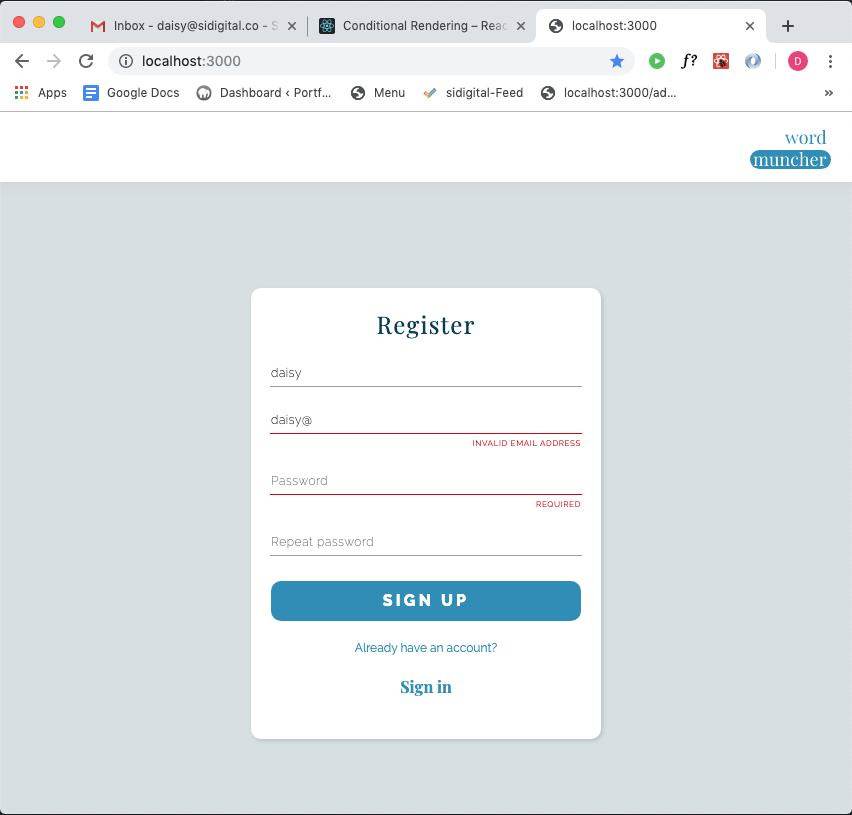 Inbox - daisy@sidigital.co - S
Conditional Rendering – Reac
localhost:3000
localhost:3000
f?
D
Apps
Google Docs
Dashboard ‹ Portf...
Menu
sidigital-Feed
localhost:3000/ad...
»
word
muncher
Register
daisy
daisy@
INVALID EMAIL ADDRESS
Password
REQUIRED
Repeat password
SIGN UP
Already have an account?
Sign in